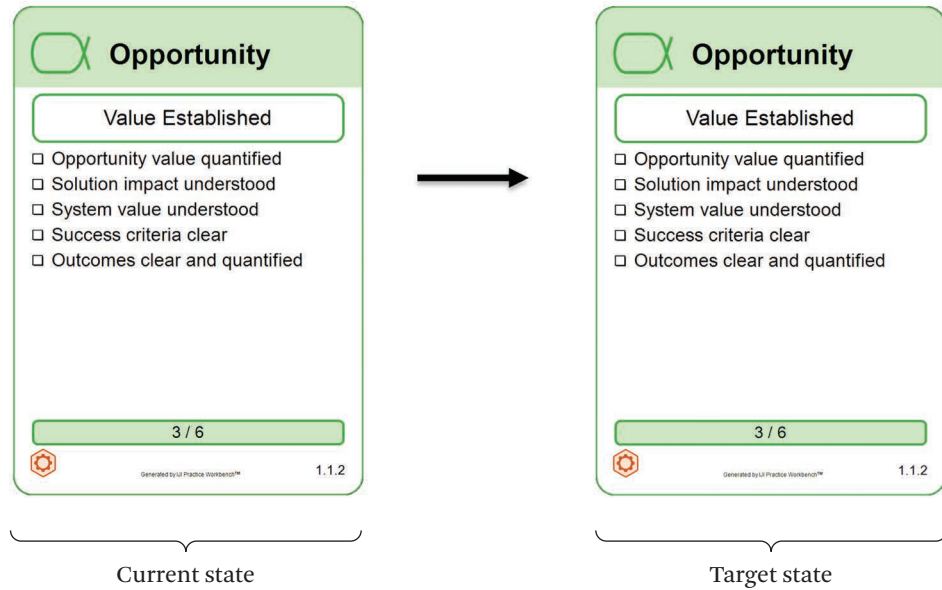 Opportunity
Value Established
❑ Opportunity value quantified
❑ Solution impact understood
❑ System value understood
❑ Success criteria clear
❑ Outcomes clear and quantified
3 / 6
Generated by IJI Practice Workbench™
1.1.2
Current state
Opportunity
Value Established
❑ Opportunity value quantified
❑ Solution impact understood
❑ System value understood
❑ Success criteria clear
❑ Outcomes clear and quantified
3 / 6
Generated by IJI Practice Workbench™
1.1.2
Target state